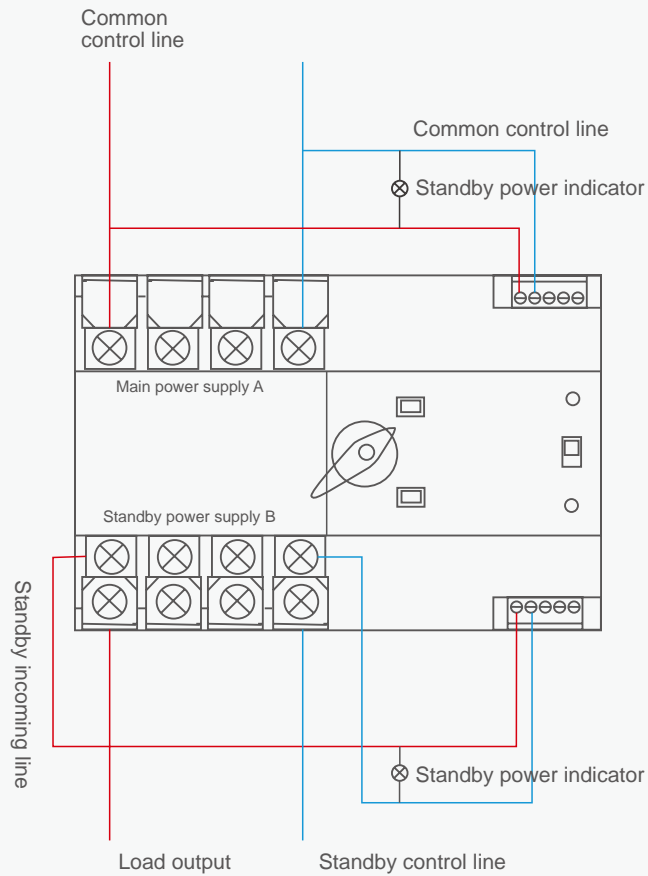 Common
control line
Common control line
Standby power indicator
Main power supply A
Standby power supply B
Standby incoming line
Standby power indicator
Load output
Standby control line